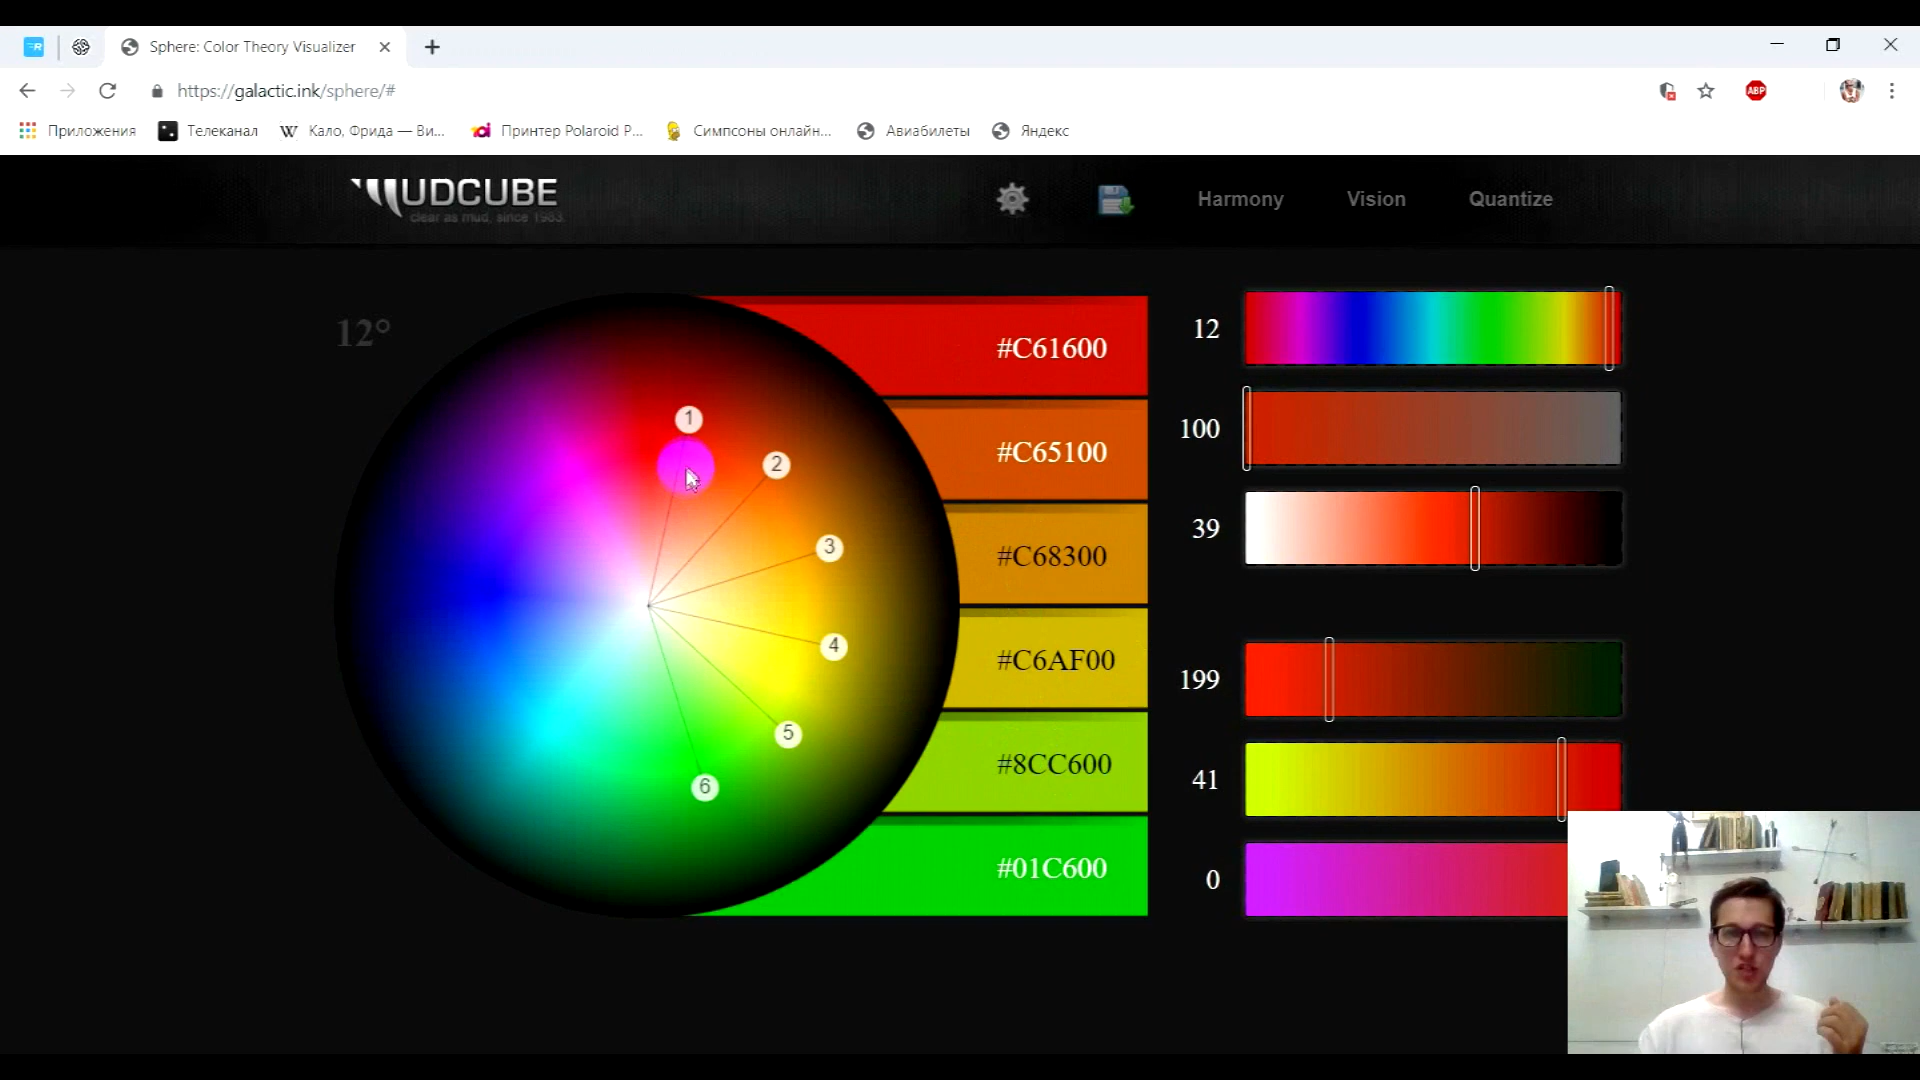 Sphere: Color Theory Visualizer
https://galactic.ink/sphere/#
ABP
Приложения
Телеканал
W Кало, Фрида — Ви...
Принтер Polaroid P...
Симпсоны онлайн...
Авиабилеты
Яндекс
MUDCUBE
clear as mud, since 1983.
Harmony
Vision
Quantize
12°
1
2
3
4
5
6
#C61600
#C65100
#C68300
#C6AF00
#8CC600
#01C600
12
100
39
199
41
0